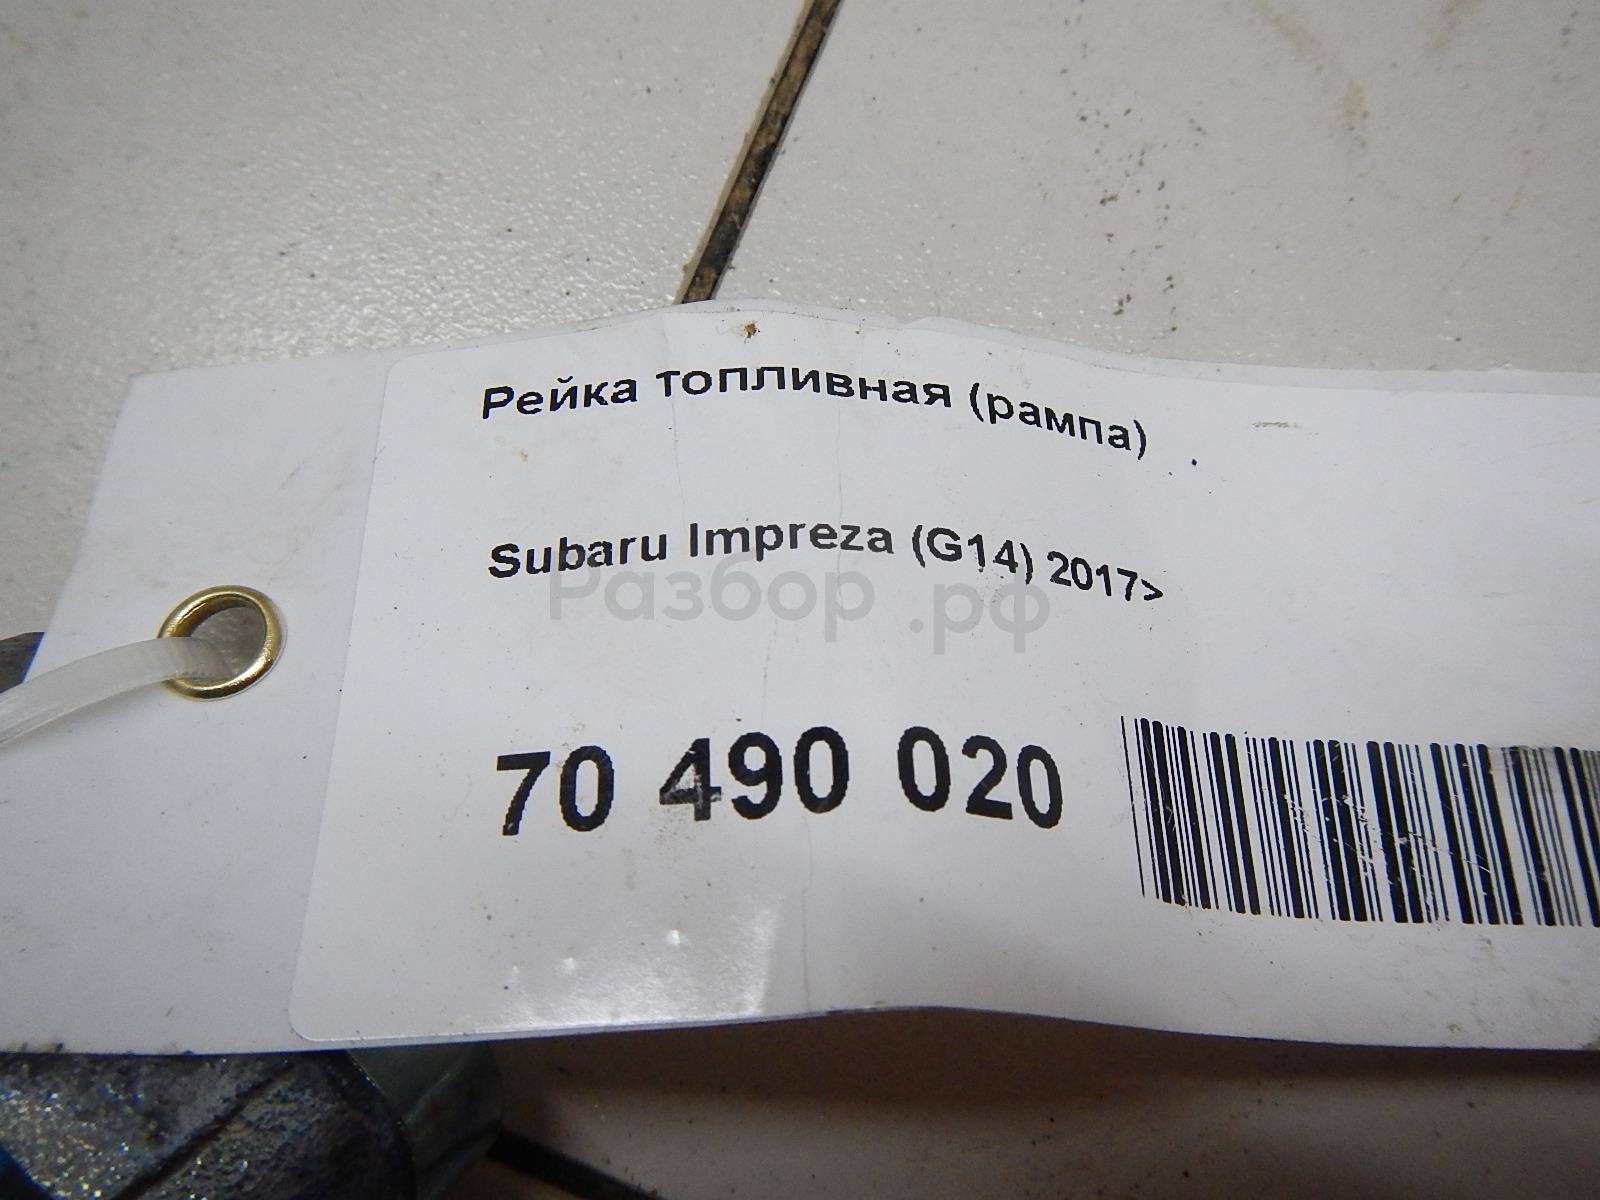 Рейка топливная (рампа)
Subaru Impreza (G14) 2017>
Разбор.рф
70 490 020